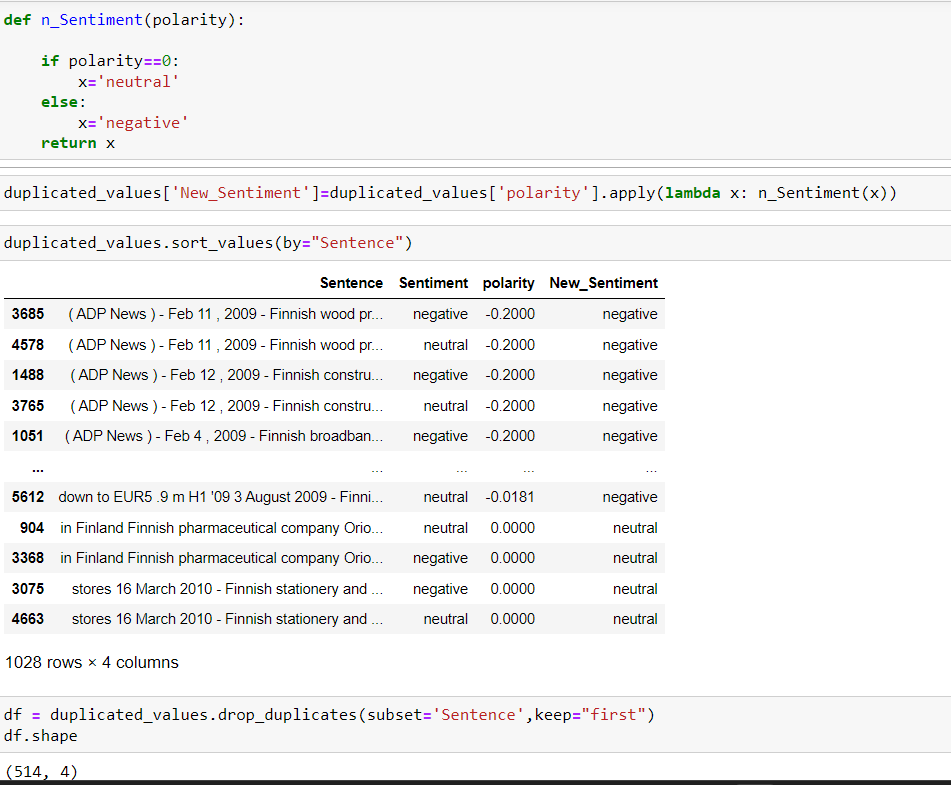 def n_Sentiment(polarity):
if polarity==0:
x='neutral'
else:
x='negative'
return x
duplicated_values['New_Sentiment']=duplicated_values['polarity'].apply(lambda x: n_Sentiment(x))
duplicated_values.sort_values(by="Sentence")
Sentence Sentiment polarity New_Sentiment
3685 ( ADP News ) - Feb 11 , 2009 - Finnish wood pr... negative -0.2000 negative
4578 ( ADP News ) - Feb 11 , 2009 - Finnish wood pr... neutral -0.2000 negative
1488 ( ADP News ) - Feb 12 , 2009 - Finnish constru... negative -0.2000 negative
3765 ( ADP News ) - Feb 12 , 2009 - Finnish constru... neutral -0.2000 negative
1051 ( ADP News ) - Feb 4 , 2009 - Finnish broadban... negative -0.2000 negative
... ... ... ... ...
5612 down to EUR5 .9 m H1 '09 3 August 2009 - Finni... neutral -0.0181 negative
904 in Finland Finnish pharmaceutical company Orio... neutral 0.0000 neutral
3368 in Finland Finnish pharmaceutical company Orio... negative 0.0000 neutral
3075 stores 16 March 2010 - Finnish stationery and ... negative 0.0000 neutral
4663 stores 16 March 2010 - Finnish stationery and ... neutral 0.0000 neutral
1028 rows × 4 columns
df = duplicated_values.drop_duplicates(subset='Sentence',keep="first")
df.shape
(514, 4)